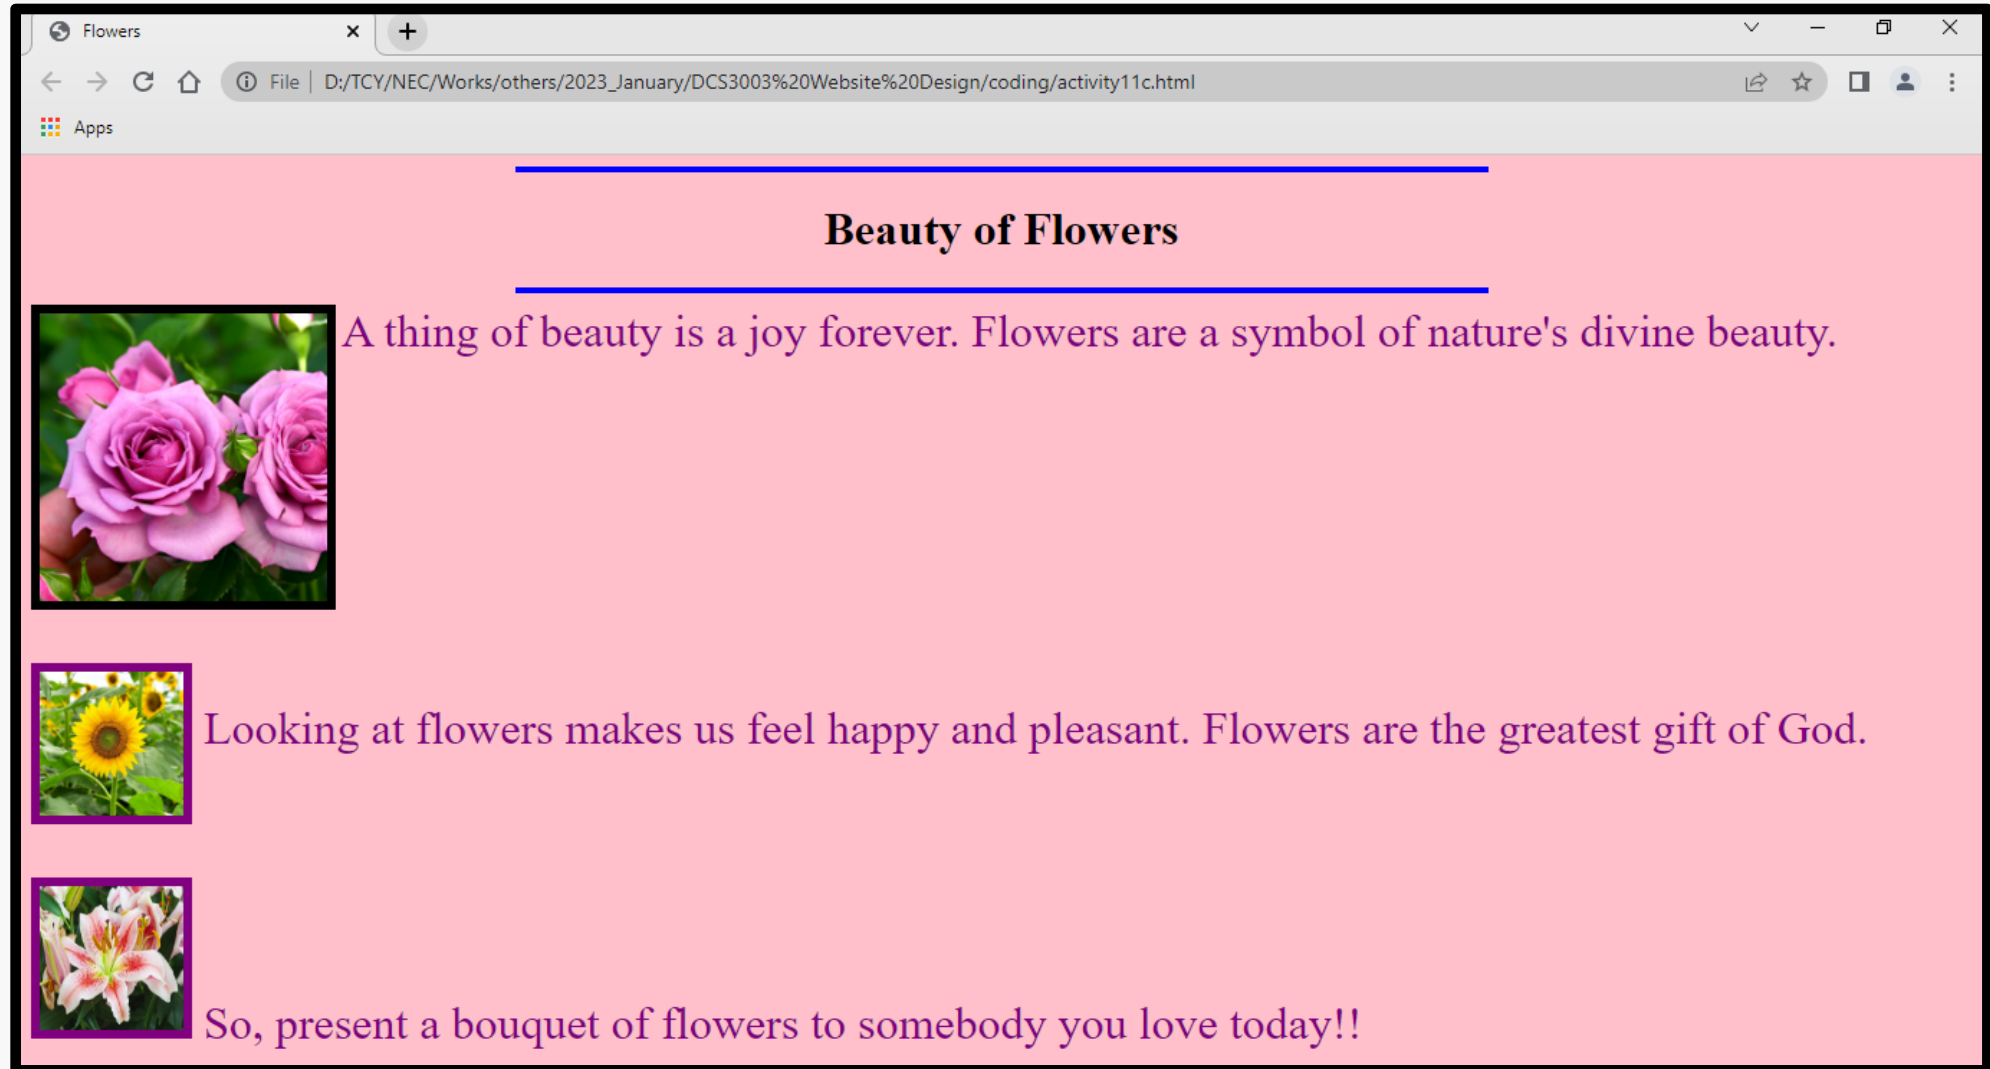 Flowers
File
D:/TCY/NEC/Works/others/2023_January/DCS3003%20Website%20Design/coding/activity11c.html
Apps
Beauty of Flowers
A thing of beauty is a joy forever. Flowers are a symbol of nature's divine beauty.
Looking at flowers makes us feel happy and pleasant. Flowers are the greatest gift of God.
So, present a bouquet of flowers to somebody you love today!!